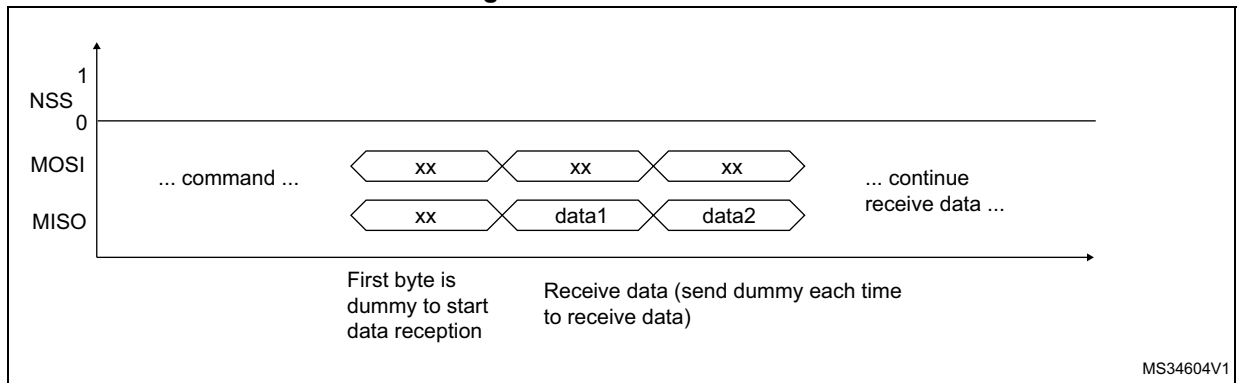 1
NSS
0
MOSI
xx
xx
xx
... command ...
... continue
receive data ...
MISO
xx
data1
data2
First byte is
dummy to start
data reception
Receive data (send dummy each time
to receive data)
MS34604V1